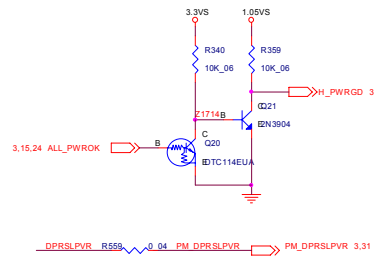 3.3VS 1.05VS
R340 R359
10K_06 10K_06
H_PWRGD 3
C Q21
Z1714 B
E 2N3904
C
3,15,24 ALL_PWROK B Q20
E DTC114EUA
DPRSLPVR R559 0_04 PM_DPRSLPVR PM_DPRSLPVR 3,31